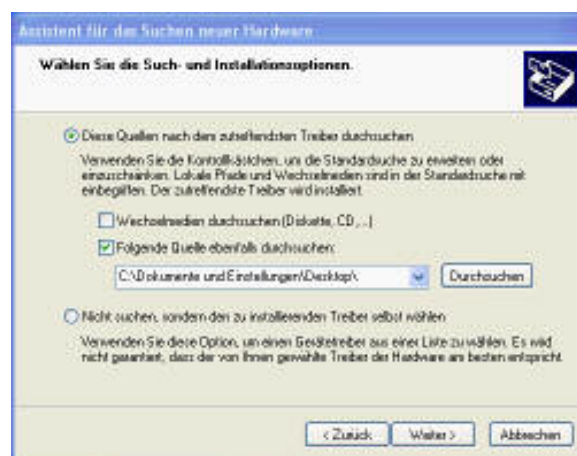 Assistent für das Suchen neuer Hardware
Wählen Sie die Such- und Installationsoptionen.
Diese Quellen nach dem zutreffendsten Treiber durchsuchen
Verwenden Sie die Kontrollkästchen, um die Standardsuche zu erweitern oder
einzuschränken. Lokale Pfade und Wechselmedien sind in der Standardsuche mit
einbegriffen. Der zutreffendste Treiber wird installiert.
Wechselmedien durchsuchen (Diskette, CD,...)
Folgende Quelle ebenfalls durchsuchen:
C:\Dokumente und Einstellungen\Desktop\
Durchsuchen
Nicht suchen, sondern den zu installierenden Treiber selbst wählen
Verwenden Sie diese Option, um einen Gerätetreiber aus einer Liste zu wählen. Es wird
nicht garantiert, dass der von Ihnen gewählte Treiber der Hardware am besten entspricht.
< Zurück Weiter > Abbrechen